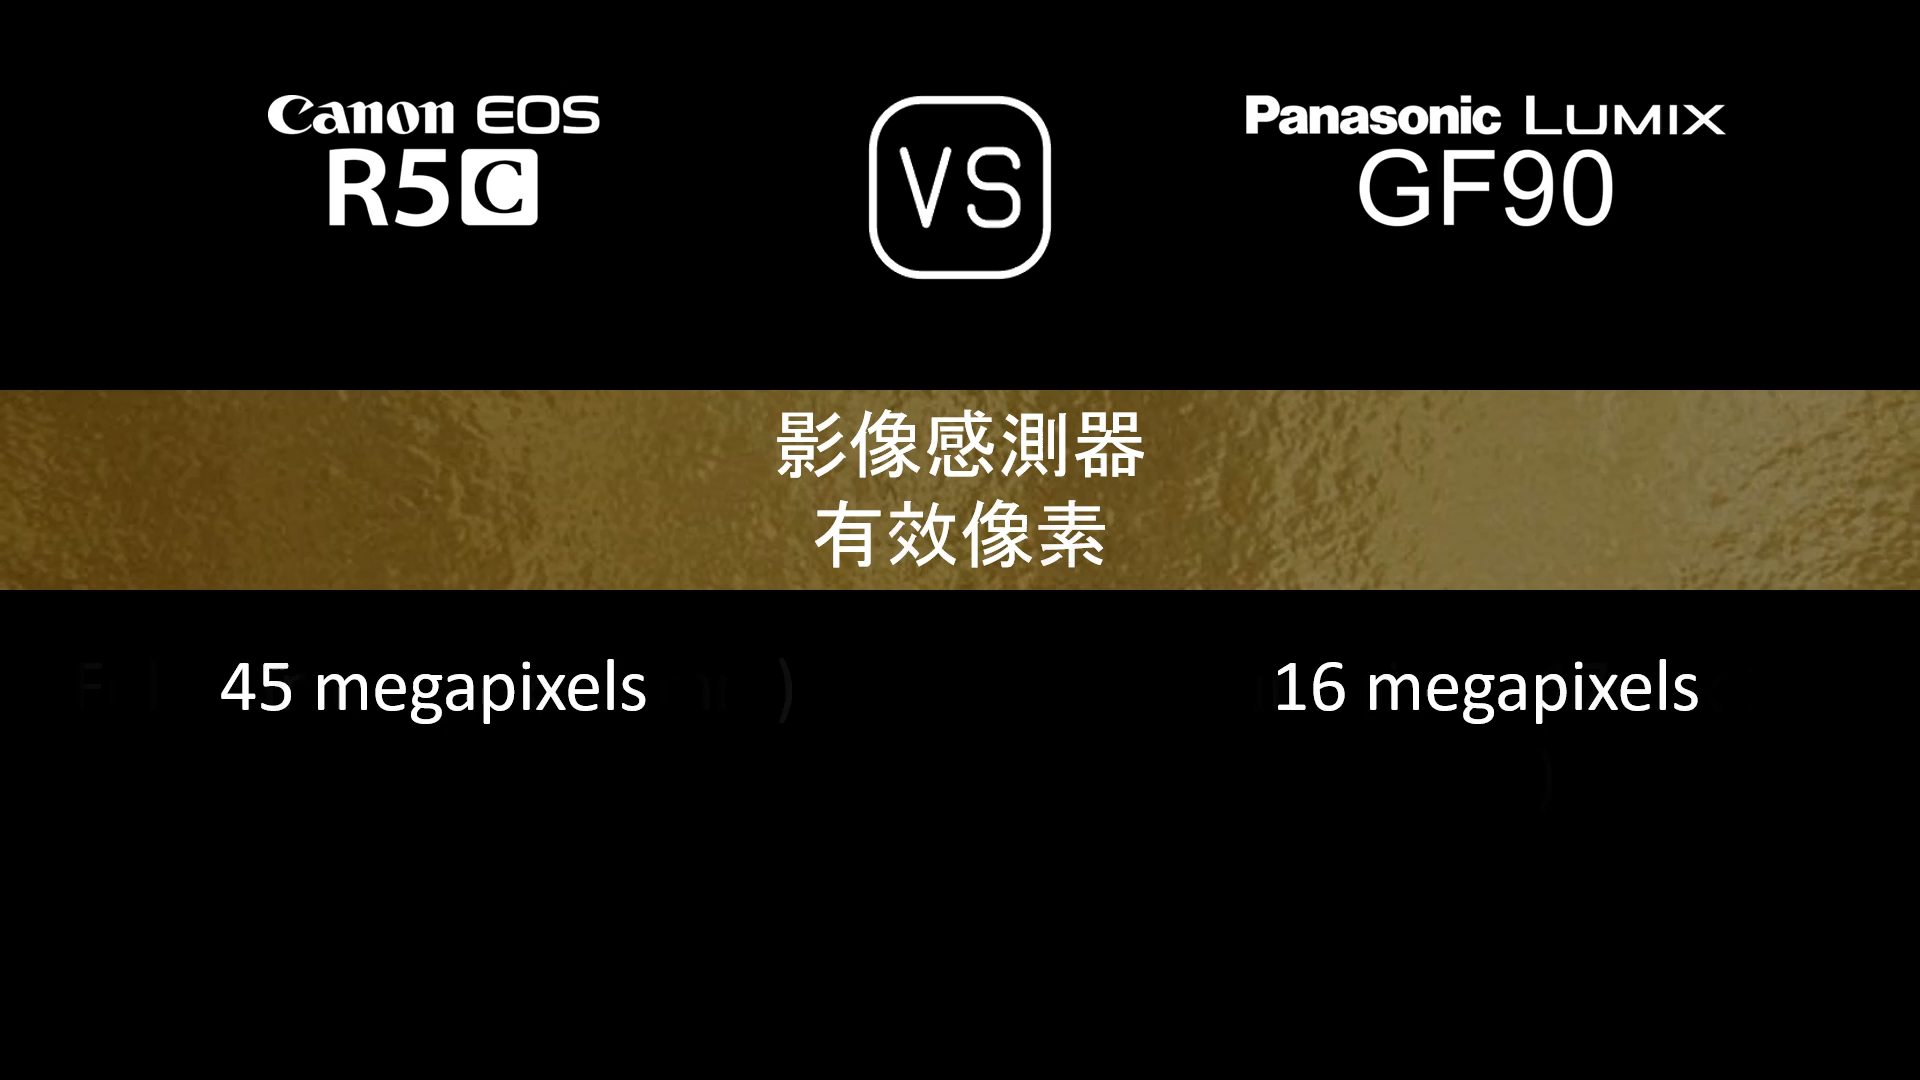 Canon EOS
R5 C
VS
Panasonic LUMIX
GF90
影像感測器
有效像素
45 megapixels
16 megapixels